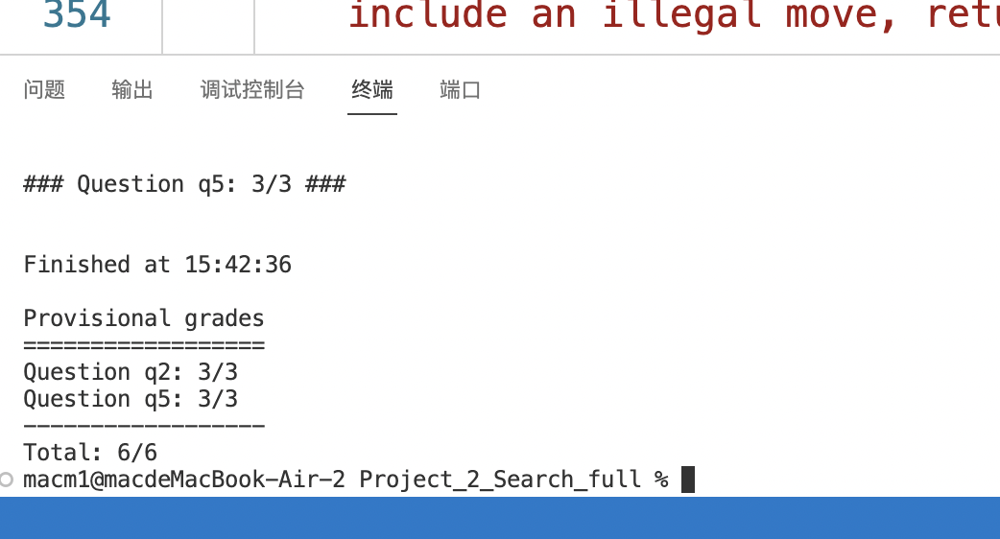 354 include an illegal move,
问题 输出 调试控制台 终端 端口
### Question q5: 3/3 ###
Finished at 15:42:36
Provisional grades
==================
Question q2: 3/3
Question q5: 3/3
------------------
Total: 6/6
macm1@macdeMacBook-Air-2 Project_2_Search_full %